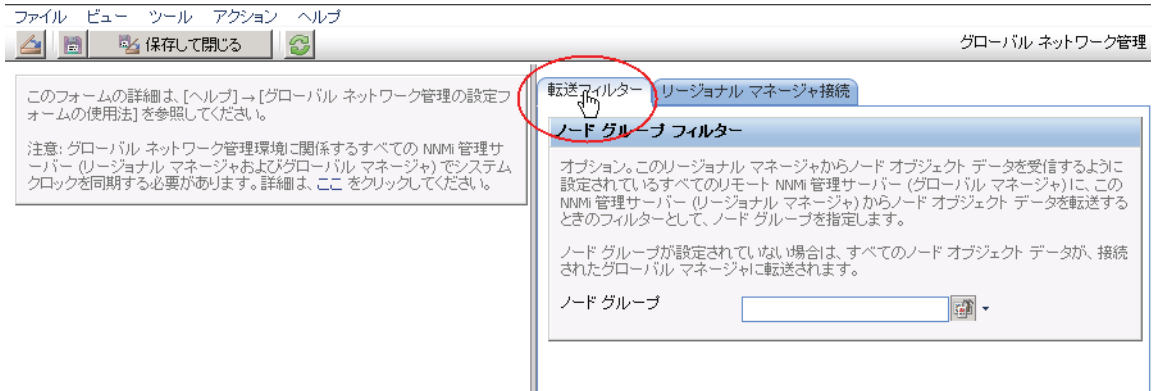 ファイル ビュー ツール アクション ヘルプ
保存して閉じる
グローバル ネットワーク管理
このフォームの詳細は、[ヘルプ]→[グローバル ネットワーク管理の設定フ
ォームの使用法] を参照してください。
注意: グローバル ネットワーク管理環境に関係するすべての NNMi 管理サ
ーバー (リージョナル マネージャおよびグローバル マネージャ) でシステム
クロックを同期する必要があります。詳細は、ここ をクリックしてください。
転送フィルター リージョナル マネージャ接続
ノード グループ フィルター
オプション。このリージョナル マネージャからノード オブジェクト データを受信するように
設定されているすべてのリモート NNMi 管理サーバー (グローバル マネージャ) に、この
NNMi 管理サーバー (リージョナル マネージャ) からノード オブジェクト データを転送する
ときのフィルターとして、ノード グループを指定します。
ノード グループが設定されていない場合は、すべてのノード オブジェクト データが、接続
されたグローバル マネージャに転送されます。
ノード グループ